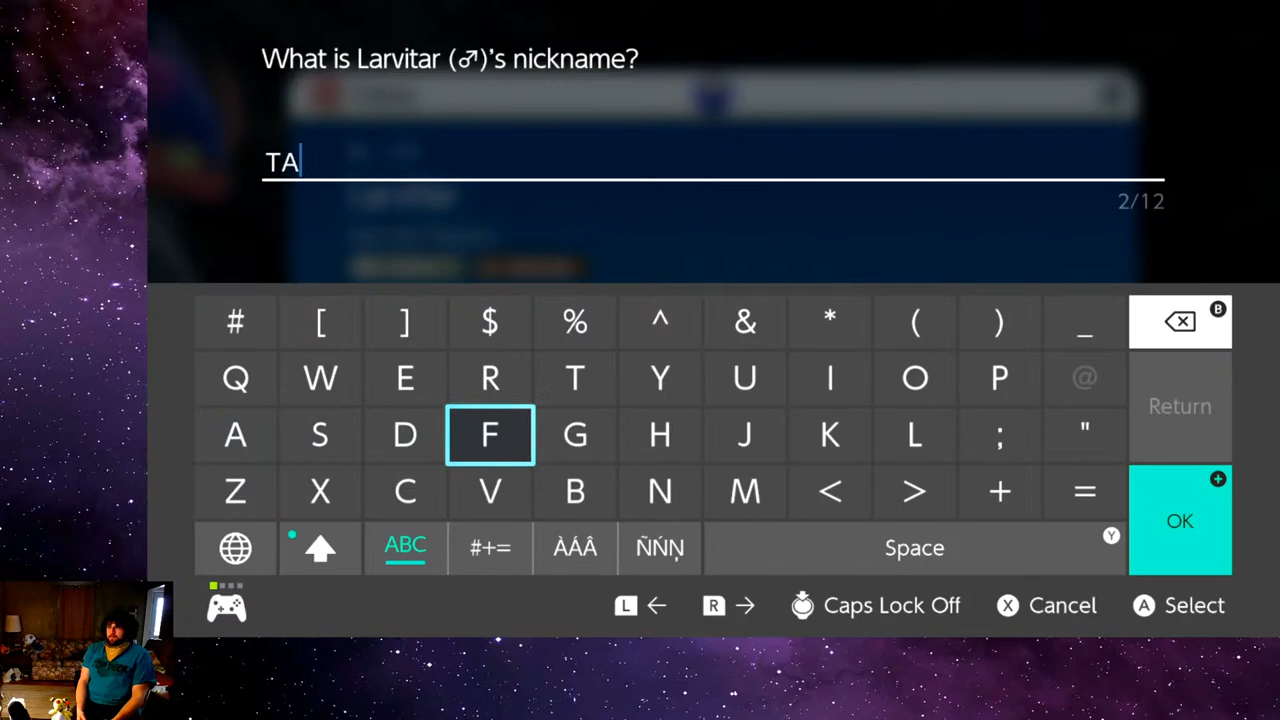 What is Larvitar (♂)'s nickname?
TA
2/12
# [ ] $ % ^ & * ( ) _ B
Q W E R T Y U I O P @ Return
A S D F G H J K L ; "
Z X C V B N M < > + = + OK
ABC #+= ÀÁÂ ÑŃŅ Space Y
L ← R → Caps Lock Off X Cancel A Select